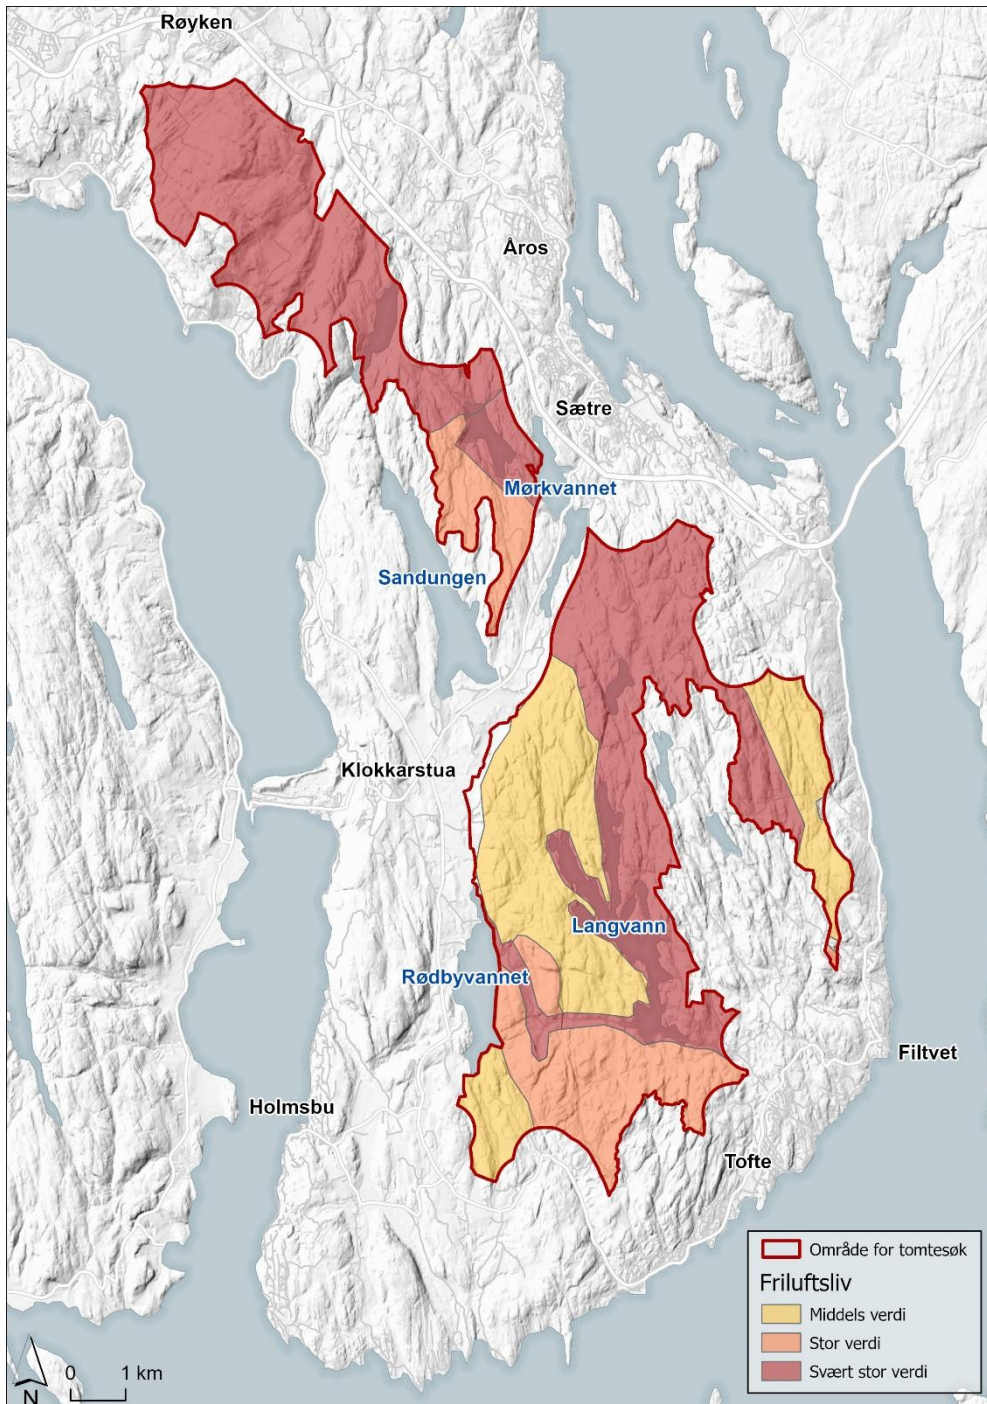 Røyken
Åros
Sætre
Mørkvannet
Sandungen
Klokkarstua
Langvann
Rødbyvannet
Filtvet
Holmsbu
Tofte
Område for tomtesøk
Friluftsliv
Middels verdi
Stor verdi
Svært stor verdi
0 1 km
N